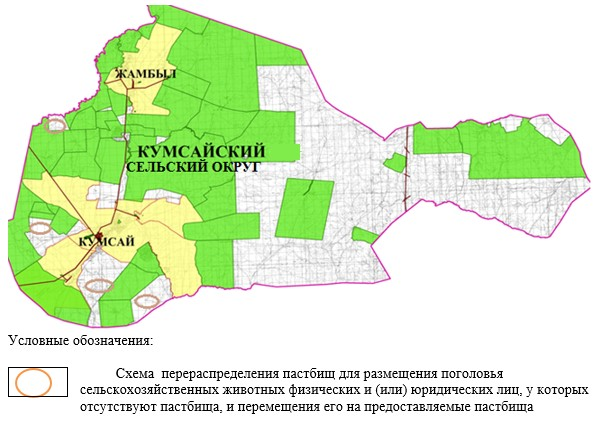 ЖАМБЫЛ
КУМСАЙСКИЙ
СЕЛЬСКИЙ ОКРУГ
КУМСАЙ
Условные обозначения:
Схема перераспределения пастбищ для размещения поголовья
сельскохозяйственных животных физических и (или) юридических лиц, у которых
отсутствуют пастбища, и перемещения его на предоставляемые пастбища